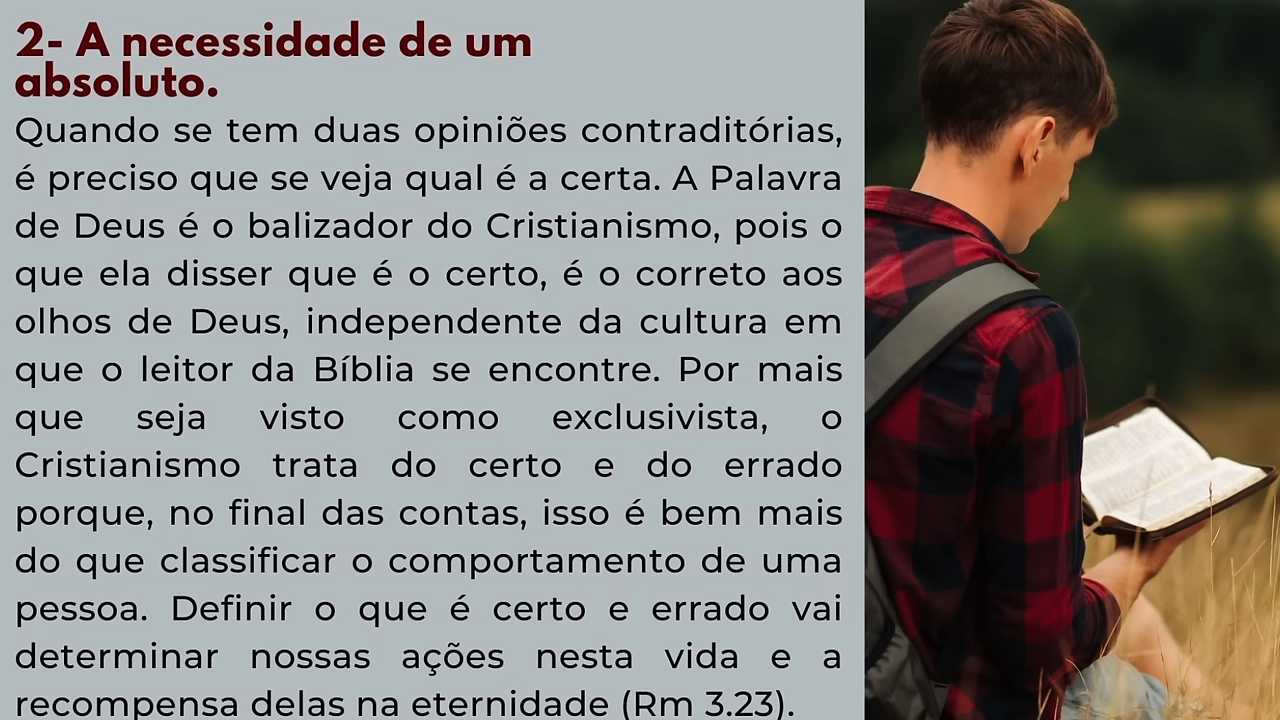 2- A necessidade de um
absoluto.
Quando se tem duas opiniões contraditórias,
é preciso que se veja qual é a certa. A Palavra
de Deus é o balizador do Cristianismo, pois o
que ela disser que é o certo, é o correto aos
olhos de Deus, independente da cultura em
que o leitor da Bíblia se encontre. Por mais
que seja visto como exclusivista, o
Cristianismo trata do certo e do errado
porque, no final das contas, isso é bem mais
do que classificar o comportamento de uma
pessoa. Definir o que é certo e errado vai
determinar nossas ações nesta vida e a
recompensa delas na eternidade (Rm 3.23).